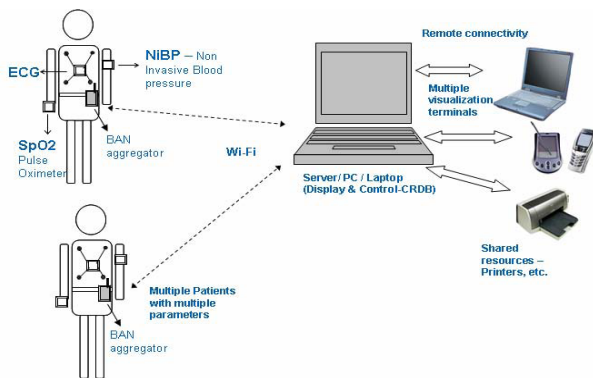 NiBP – Non
Invasive Blood
pressure
ECG
SpO2
Pulse
Oximeter
BAN
aggregator
Wi-Fi
Remote connectivity
Multiple
visualization
terminals
Server/ PC / Laptop
(Display & Control-CRDB)
Shared
resources –
Printers, etc.
Multiple Patients
with multiple
parameters
BAN
aggregator